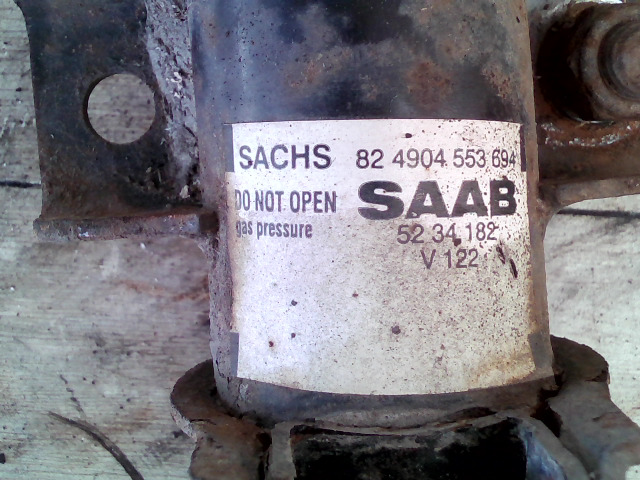 SACHS 82 4904 553 694
DO NOT OPEN SAAB
gas pressure 52 34 182
V 122